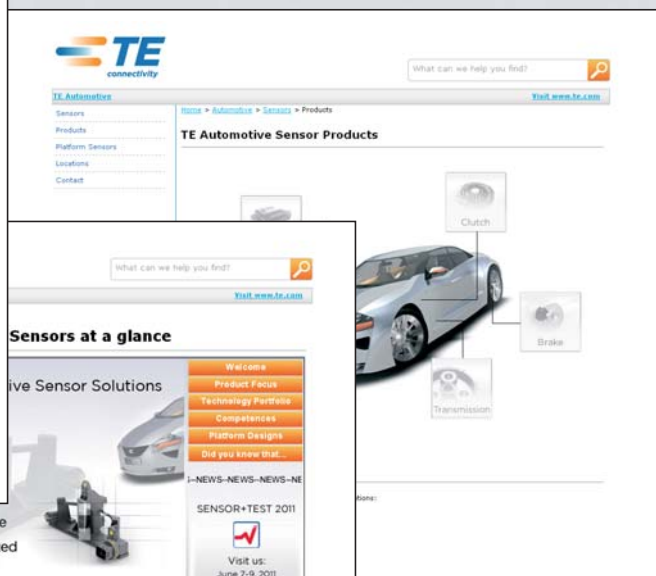 TE
connectivity
What can we help you find?
TE Automotive
Visit www.te.com
Sensors
Products
Platform Sensors
Locations
Contact
Home > Automotive > Sensors > Products
TE Automotive Sensor Products
Clutch
Brake
Transmission
What can we help you find?
Visit www.te.com
Sensors at a glance
ive Sensor Solutions
Welcome
Product Focus
Technology Portfolio
Competences
Platform Designs
Did you know that...
NEWS--NEWS--NEWS--NE
SENSOR+TEST 2011
Visit us:
June 7-9, 2011
e
ed
tions: